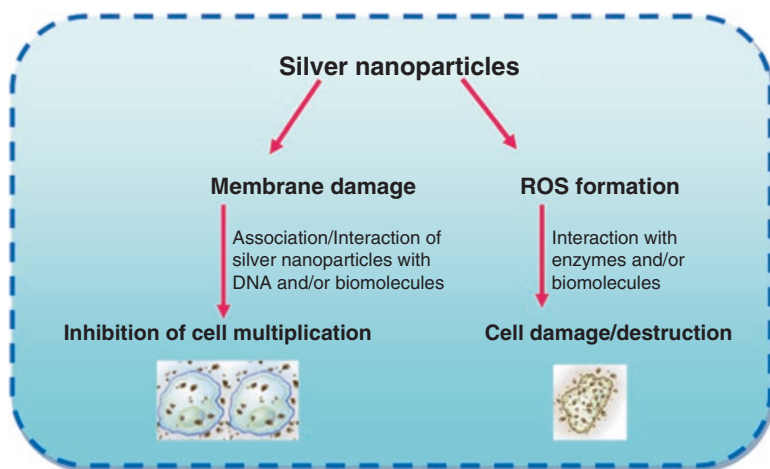 Silver nanoparticles
Membrane damage
ROS formation
Association/Interaction of
silver nanoparticles with
DNA and/or biomolecules
Interaction with
enzymes and/or
biomolecules
Inhibition of cell multiplication
Cell damage/destruction